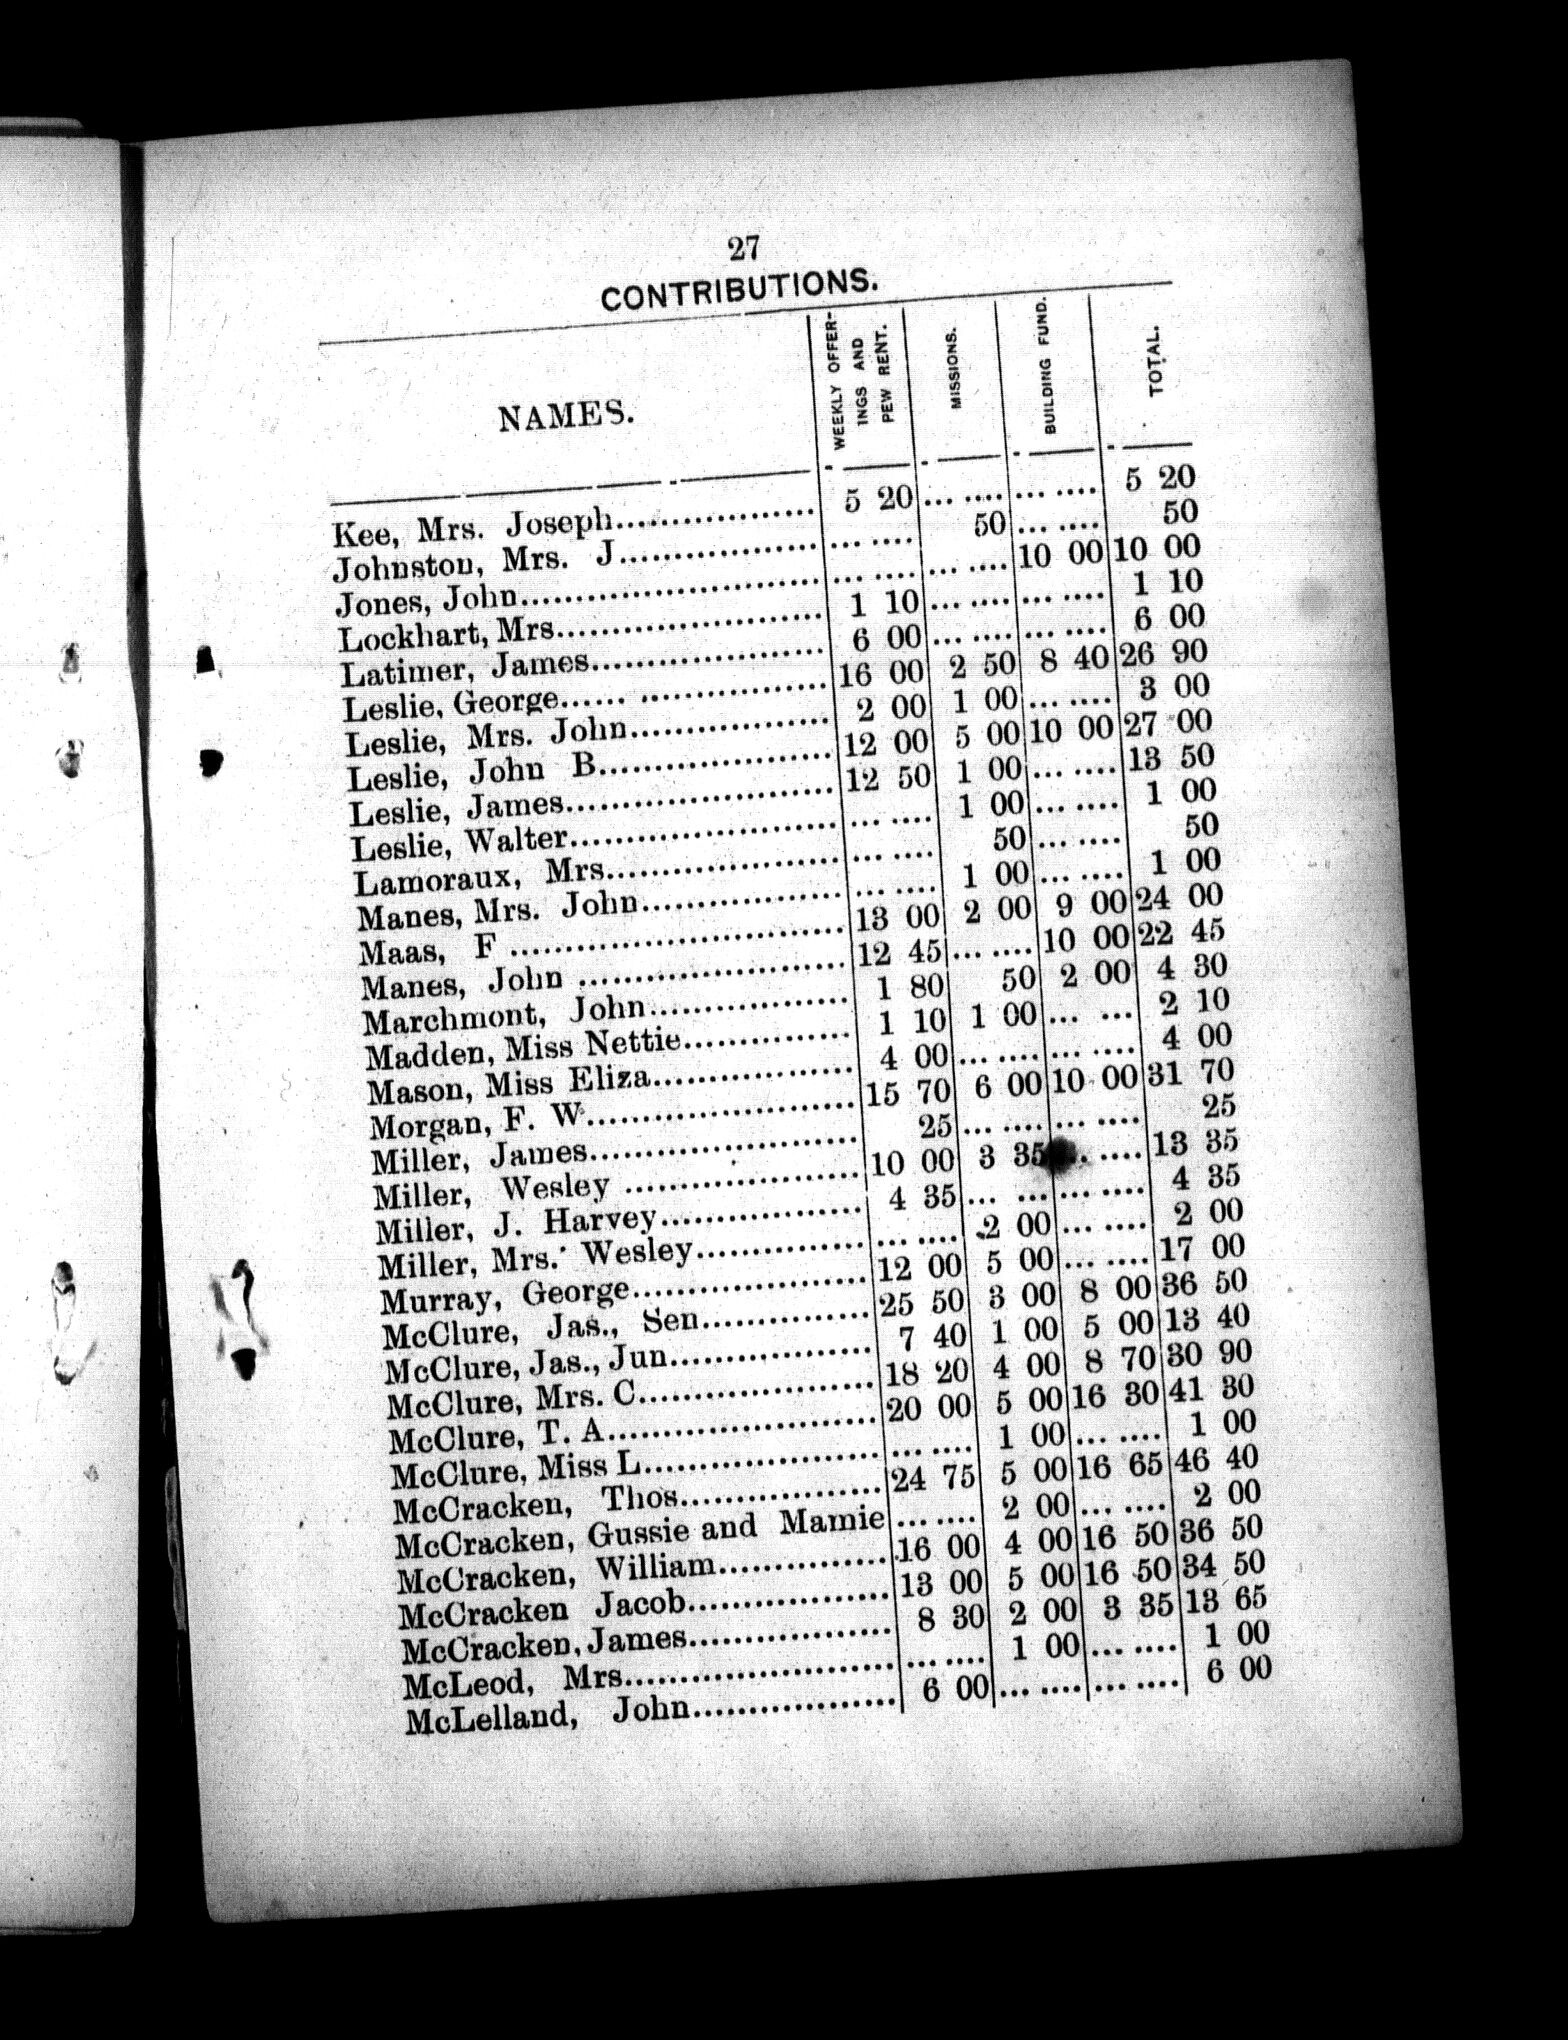 27
CONTRIBUTIONS.
NAMES.
WEEKLY OFFER-
INGS AND
PEW RENT.
MISSIONS.
BUILDING FUND.
TOTAL.
Kee, Mrs. Joseph.................. 5 20 ... .... ... .... 5 20
Johnston, Mrs. J.................. ... .... 50 ... .... 50
Jones, John.................. ... .... ... .... 10 00 10 00
Lockhart, Mrs.................. 1 10 ... .... ... .... 1 10
Latimer, James.................. 6 00 ... .... ... .... 6 00
Leslie, George...... .................. 16 00 2 50 8 40 26 90
Leslie, Mrs. John.................. 2 00 1 00 ... .... 3 00
Leslie, John B.................. 12 00 5 00 10 00 27 00
Leslie, James.................. 12 50 1 00 ... .... 13 50
Leslie, Walter.................. ... .... 1 00 ... .... 1 00
Lamoraux, Mrs.................. ... .... 50 ... .... 50
Manes, Mrs. John.................. ... .... 1 00 ... .... 1 00
Maas, F .................. 13 00 2 00 9 00 24 00
Manes, John .................. 12 45 ... .... 10 00 22 45
Marchmont, John.................. 1 80 50 2 00 4 30
Madden, Miss Nettie............... 1 10 1 00 ... ... 2 10
Mason, Miss Eliza.................. 4 00 ... .... ... .... 4 00
Morgan, F. W.................. 15 70 6 00 10 00 31 70
Miller, James.................. 25 ... .... ... .... 25
Miller, Wesley .................. 10 00 3 35 .. .... 13 35
Miller, J. Harvey.................. 4 35 ... ... ... .... 4 35
Miller, Mrs. Wesley............... ... .... 2 00 ... .... 2 00
Murray, George.................. 12 00 5 00 ... .... 17 00
McClure, Jas., Sen............... 25 50 3 00 8 00 36 50
McClure, Jas., Jun.................. 7 40 1 00 5 00 13 40
McClure, Mrs. C.................. 18 20 4 00 8 70 30 90
McClure, T. A.................. 20 00 5 00 16 30 41 30
McClure, Miss L.................. ... .... 1 00 ... .... 1 00
McCracken, Thos.................. 24 75 5 00 16 65 46 40
McCracken, Gussie and Mamie ... .... 2 00 ... .... 2 00
McCracken, William............... 16 00 4 00 16 50 36 50
McCracken Jacob.................. 13 00 5 00 16 50 34 50
McCracken, James.................. 8 30 2 00 3 35 13 65
McLeod, Mrs.................. ... .... 1 00 ... .... 1 00
McLelland, John.................. 6 00 ... .... ... .... 6 00